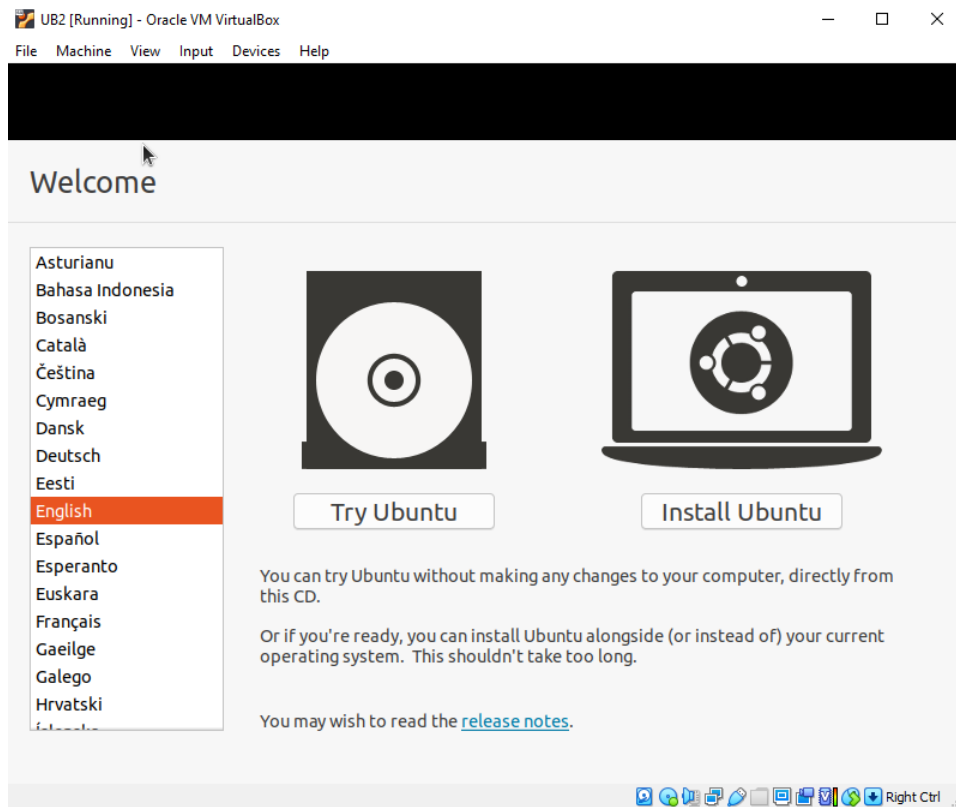 UB2 [Running] - Oracle VM VirtualBox
File Machine View Input Devices Help
Welcome
Asturianu
Bahasa Indonesia
Bosanski
Català
Čeština
Cymraeg
Dansk
Deutsch
Eesti
English
Español
Esperanto
Euskara
Français
Gaeilge
Galego
Hrvatski
Try Ubuntu
Install Ubuntu
You can try Ubuntu without making any changes to your computer, directly from
this CD.
Or if you're ready, you can install Ubuntu alongside (or instead of) your current
operating system. This shouldn't take too long.
You may wish to read the release notes.
Right Ctrl